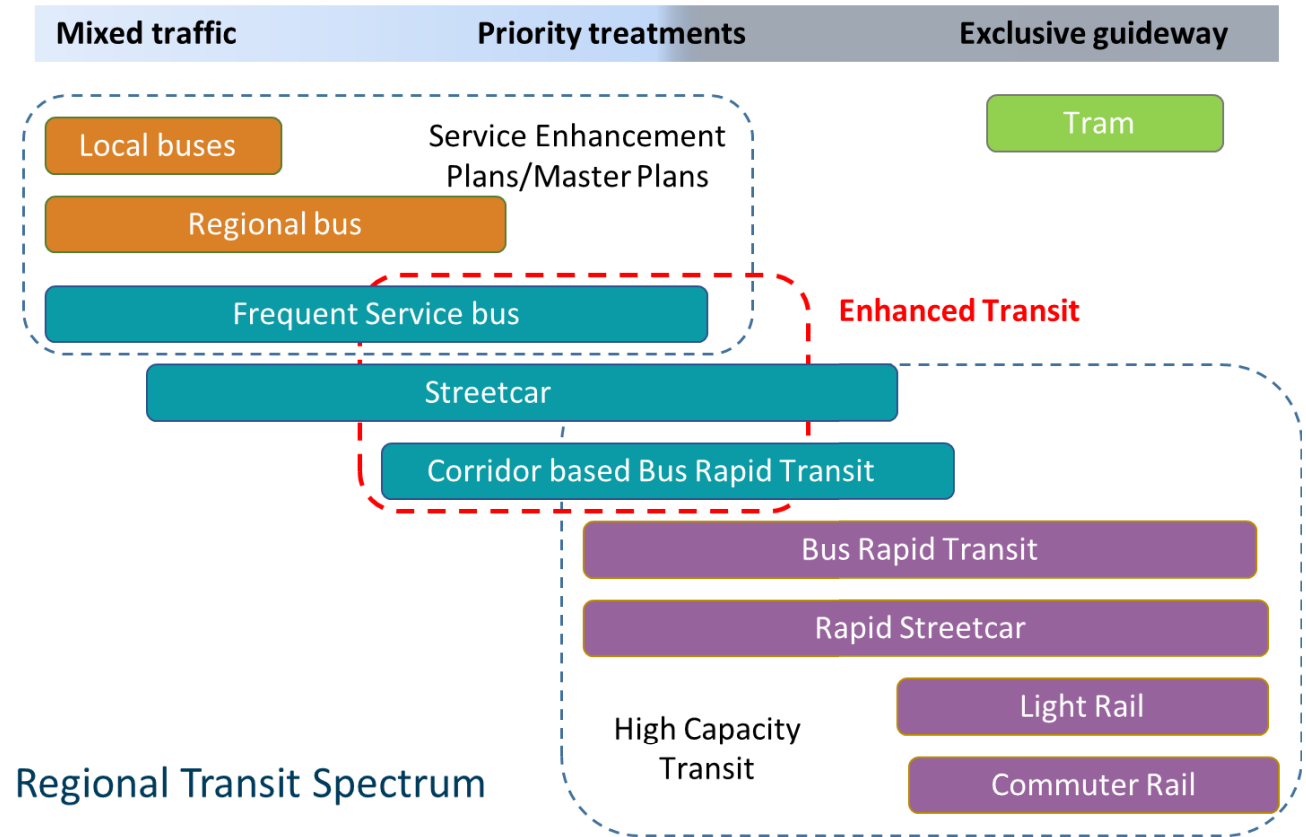 Mixed traffic
Priority treatments
Exclusive guideway
Local buses
Service Enhancement
Plans/Master Plans
Tram
Regional bus
Frequent Service bus
Enhanced Transit
Streetcar
Corridor based Bus Rapid Transit
Bus Rapid Transit
Rapid Streetcar
Light Rail
High Capacity
Transit
Commuter Rail
Regional Transit Spectrum